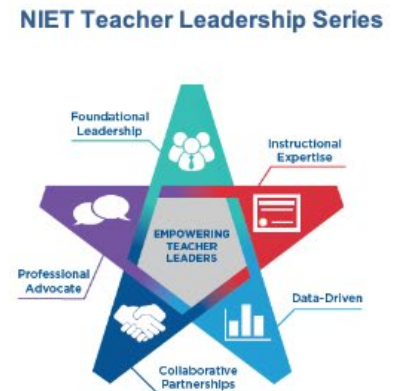 NIET Teacher Leadership Series
Foundational
Leadership
Instructional
Expertise
EMPOWERING
TEACHER
LEADERS
Professional
Advocate
Data-Driven
Collaborative
Partnerships